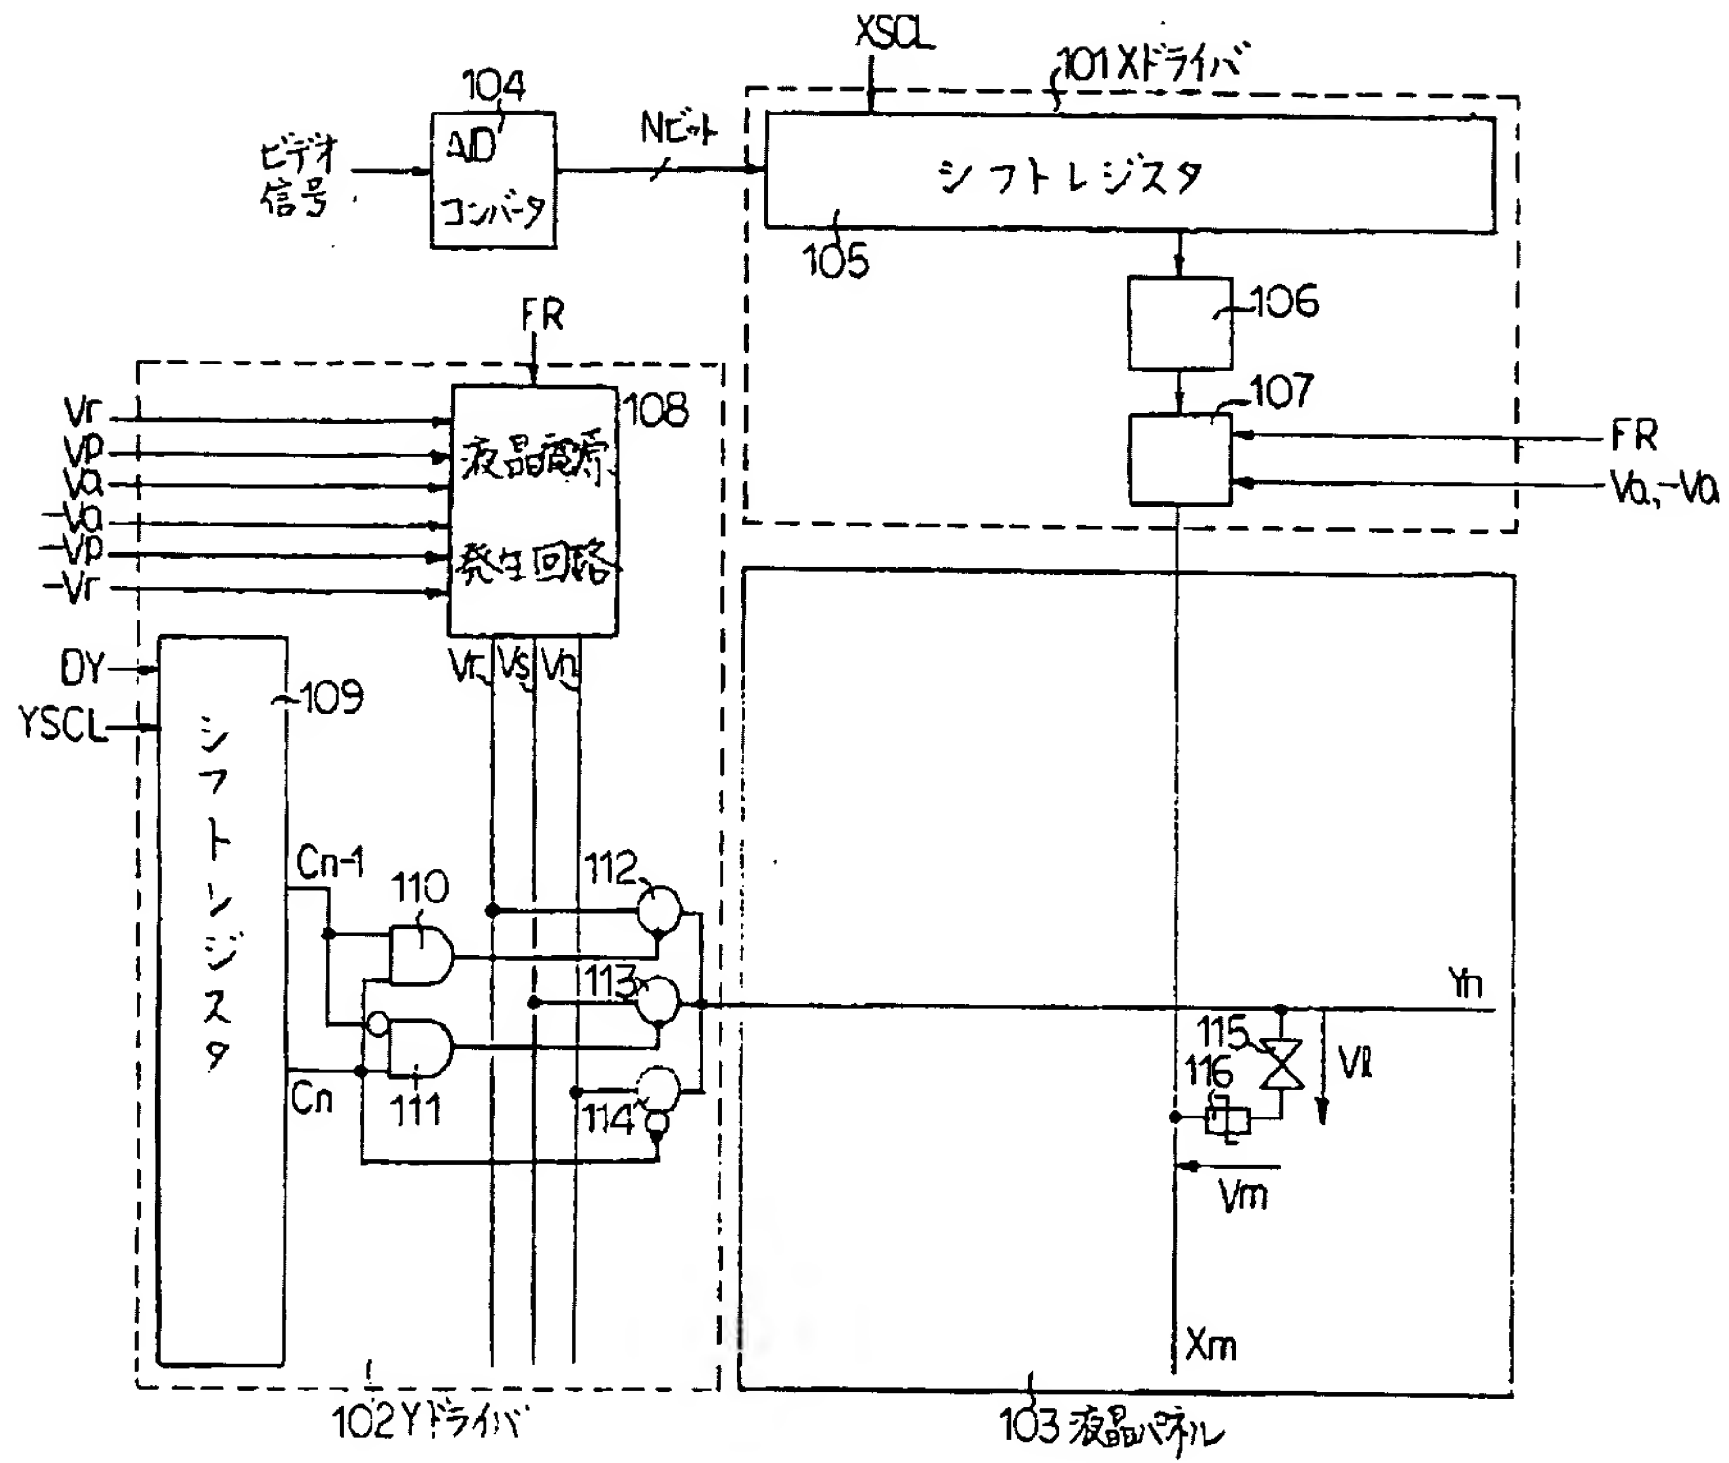 XSCL
101 Xドライバ
104
A/D
コンバータ
ビデオ
信号
Nビット
シフトレジスタ
105
106
107
FR
Va,-Va
FR
108
液晶電源
発生回路
Vr
Vp
Va
-Va
-Vp
-Vr
DY
YSCL
109
シフトレジスタ
Vr
Vs
Vn
Cn-1
110
112
113
Cn
111
114
Yn
115
116
Vl
Vm
Xm
102 Yドライバ
103 液晶パネル